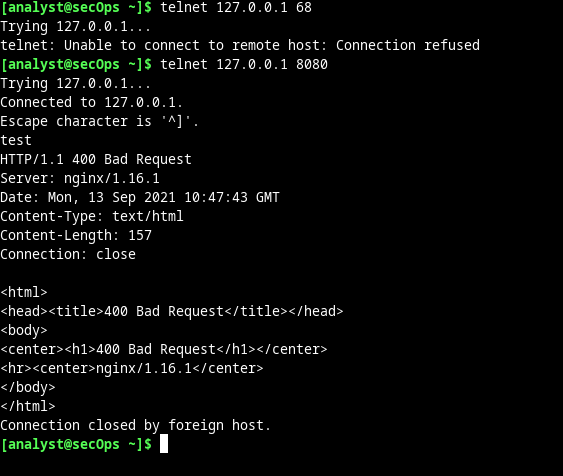 [analyst@secOps ~]$ telnet 127.0.0.1 68
Trying 127.0.0.1...
telnet: Unable to connect to remote host: Connection refused
[analyst@secOps ~]$ telnet 127.0.0.1 8080
Trying 127.0.0.1...
Connected to 127.0.0.1.
Escape character is '^]'.
test
HTTP/1.1 400 Bad Request
Server: nginx/1.16.1
Date: Mon, 13 Sep 2021 10:47:43 GMT
Content-Type: text/html
Content-Length: 157
Connection: close

<html>
<head><title>400 Bad Request</title></head>
<body>
<center><h1>400 Bad Request</h1></center>
<hr><center>nginx/1.16.1</center>
</body>
</html>
Connection closed by foreign host.
[analyst@secOps ~]$